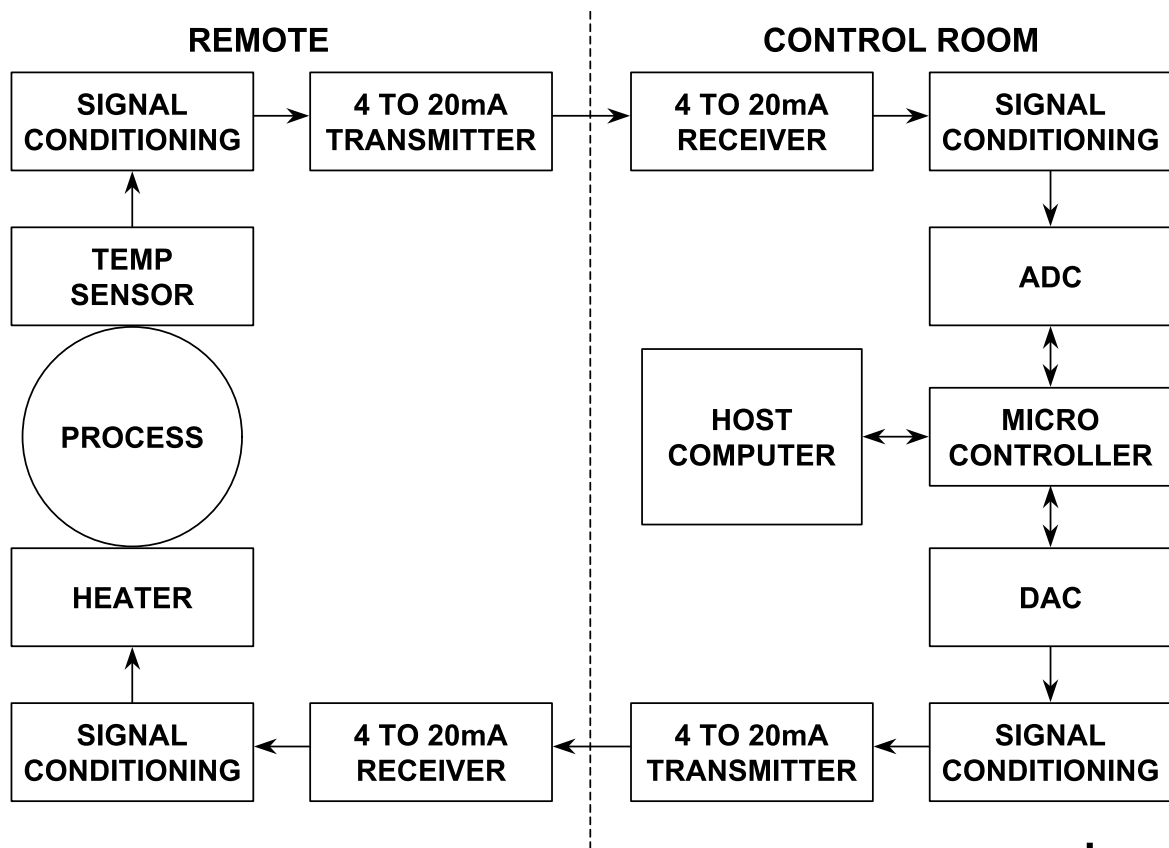 REMOTE
CONTROL ROOM
SIGNAL
CONDITIONING
4 TO 20mA
TRANSMITTER
4 TO 20mA
RECEIVER
SIGNAL
CONDITIONING
TEMP
SENSOR
ADC
PROCESS
HOST
COMPUTER
MICRO
CONTROLLER
HEATER
DAC
SIGNAL
CONDITIONING
4 TO 20mA
RECEIVER
4 TO 20mA
TRANSMITTER
SIGNAL
CONDITIONING